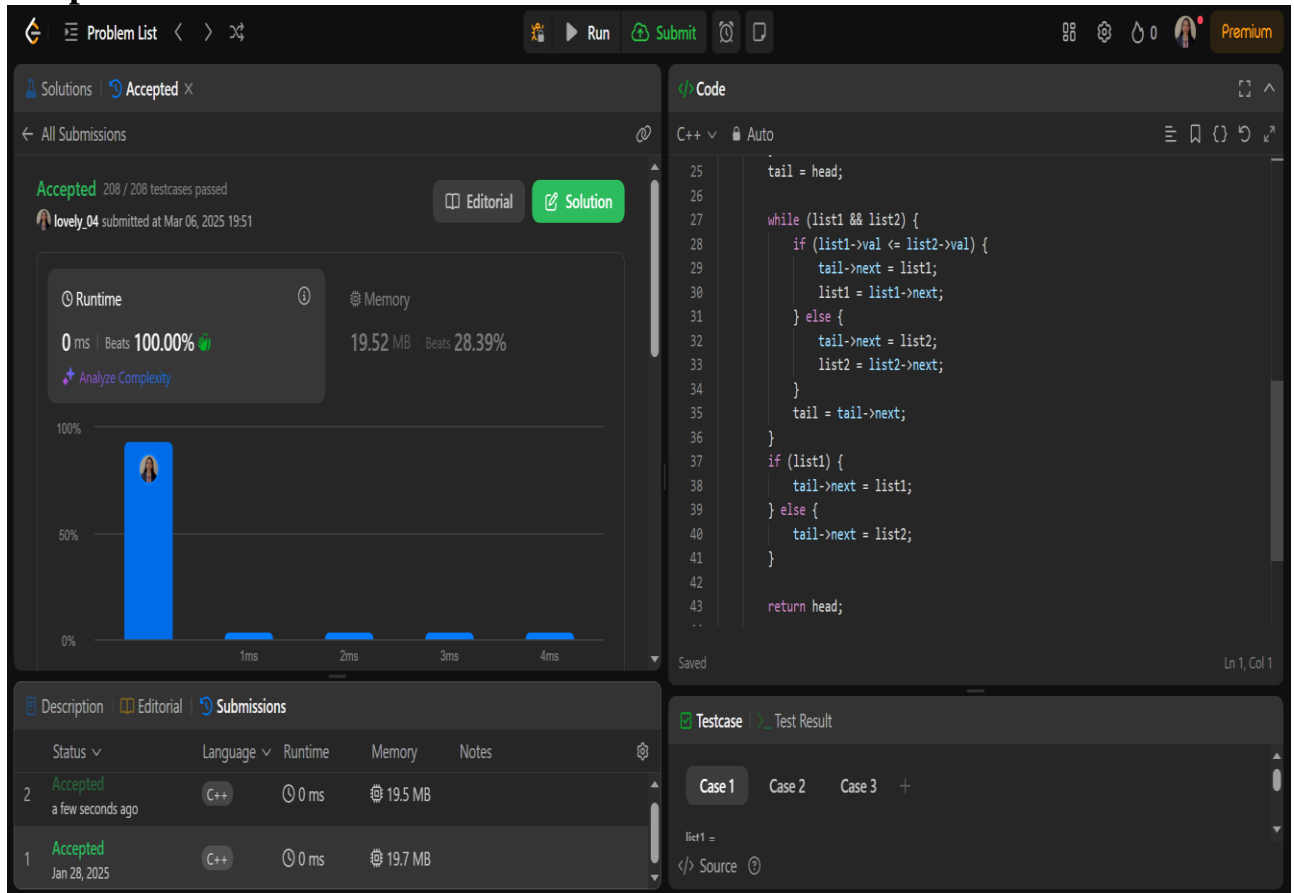 Problem List
Run
Submit
0
Premium
Solutions
Accepted
All Submissions
Accepted 208 / 208 testcases passed
lovely_04 submitted at Mar 06, 2025 19:51
Editorial
Solution
Runtime
0 ms | Beats 100.00%
Analyze Complexity
Memory
19.52 MB | Beats 28.39%
100%
50%
0%
1ms 2ms 3ms 4ms
Description | Editorial | Submissions
Status Language Runtime Memory Notes
2 Accepted C++ 0 ms 19.5 MB
a few seconds ago
1 Accepted C++ 0 ms 19.7 MB
Jan 28, 2025
</> Code
C++ Auto
25 tail = head;
26
27 while (list1 && list2) {
28 if (list1->val <= list2->val) {
29 tail->next = list1;
30 list1 = list1->next;
31 } else {
32 tail->next = list2;
33 list2 = list2->next;
34 }
35 tail = tail->next;
36 }
37 if (list1) {
38 tail->next = list1;
39 } else {
40 tail->next = list2;
41 }
42
43 return head;
Saved Ln 1, Col 1
Testcase | >_ Test Result
Case 1 Case 2 Case 3 +
list1 =
</> Source